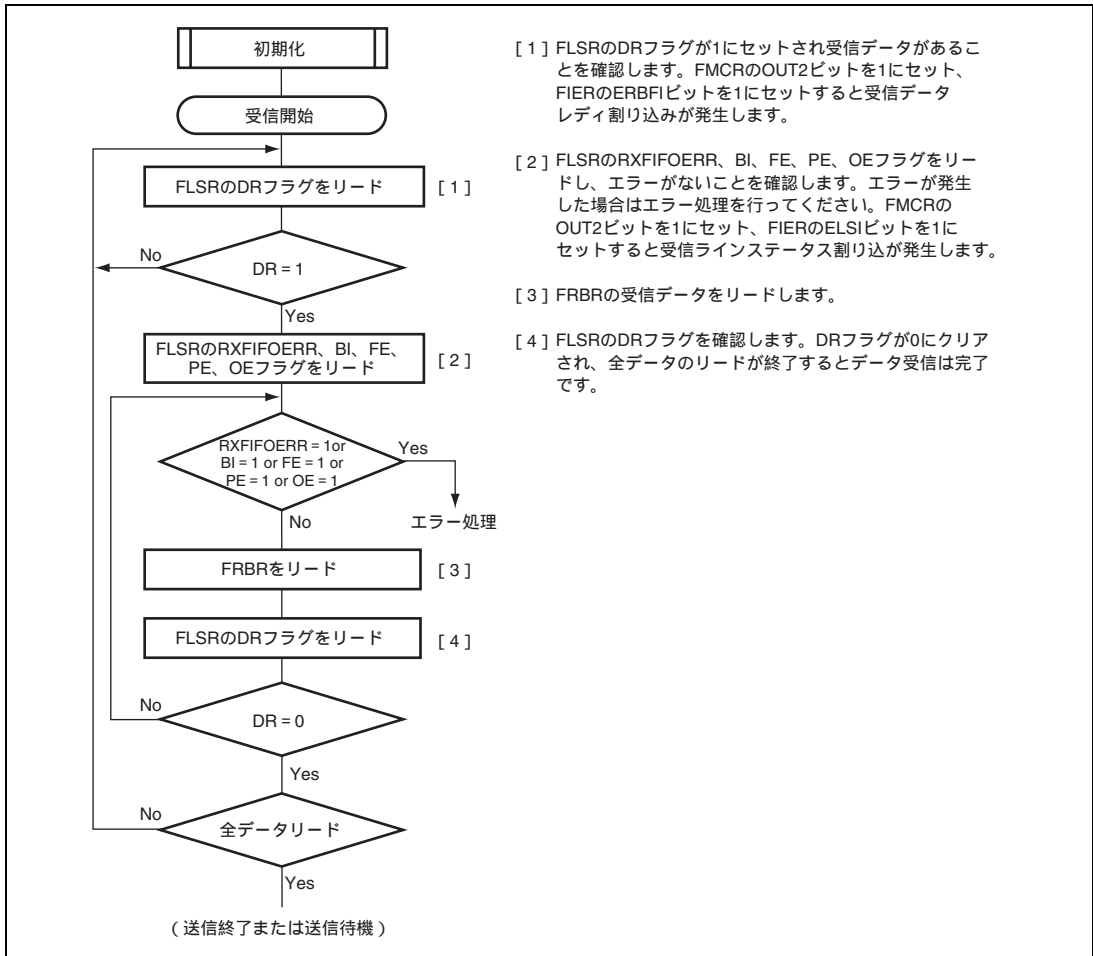 初期化
受信開始
FLSRのDRフラグをリード
[ 1 ]
No
DR = 1
Yes
FLSRのRXFIFOERR、BI、FE、
PE、OEフラグをリード
[ 2 ]
RXFIFOERR = 1or
BI = 1 or FE = 1 or
PE = 1 or OE = 1
Yes
エラー処理
No
FRBRをリード
[ 3 ]
FLSRのDRフラグをリード
[ 4 ]
No
DR = 0
Yes
No
全データリード
Yes
（送信終了または送信待機）
[ 1 ] FLSRのDRフラグが1にセットされ受信データがあるこ
とを確認します。FMCRのOUT2ビットを1にセット、
FIERのERBFIビットを1にセットすると受信データ
レディ割り込みが発生します。
[ 2 ] FLSRのRXFIFOERR、BI、FE、PE、OEフラグをリー
ドし、エラーがないことを確認します。エラーが発生
した場合はエラー処理を行ってください。FMCRの
OUT2ビットを1にセット、FIERのELSIビットを1に
セットすると受信ラインステータス割り込が発生します。
[ 3 ] FRBRの受信データをリードします。
[ 4 ] FLSRのDRフラグを確認します。DRフラグが0にクリア
され、全データのリードが終了するとデータ受信は完了
です。